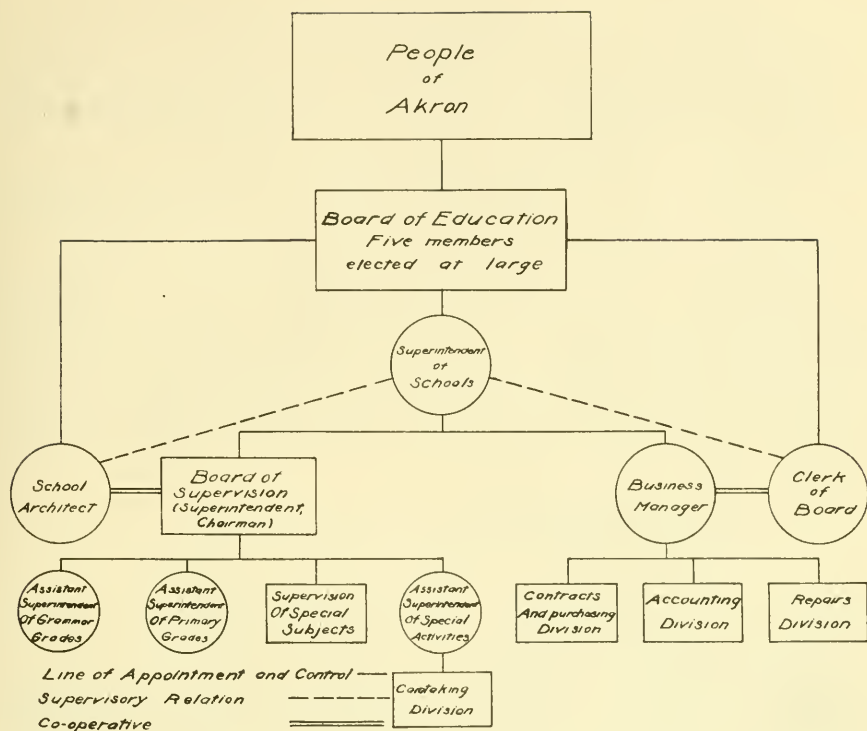 People
of
Akron
Board of Education
Five members
elected at large
Superintendent
of
Schools
School
Architect
Board of
Supervision
(Superintendent,
Chairman)
Business
Manager
Clerk
of
Board
Assistant
Superintendent
Of Grammar
Grades
Assistant
Superintendent
Of Primary
Grades
Supervision
Of Special
Subjects
Assistant
Superintendent
Of Special
Activities
Contracts
And purchasing
Division
Accounting
Division
Repairs
Division
Caretaking
Division
Line of Appointment and Control
Supervisory Relation
Co-operative